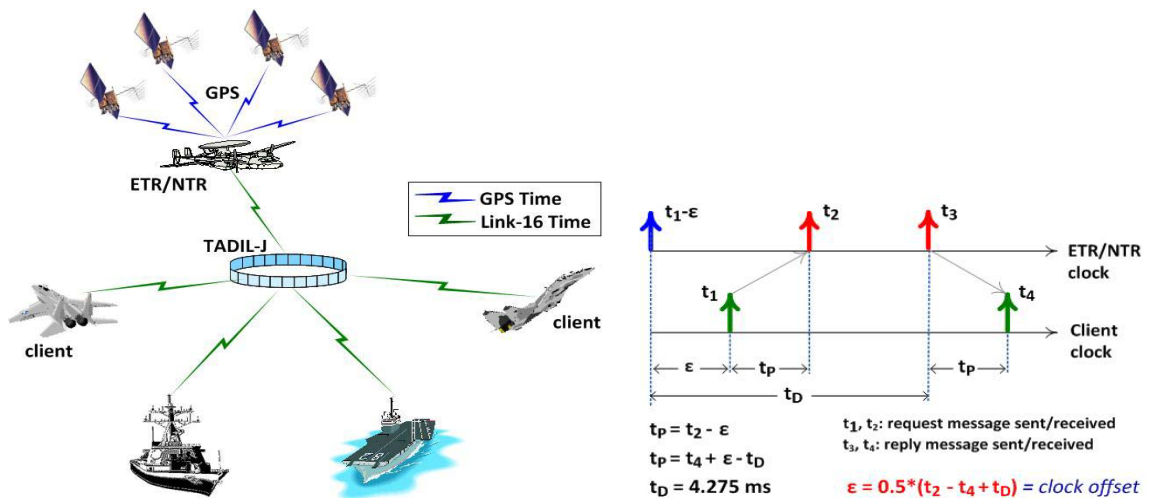 GPS
ETR/NTR
GPS Time
Link-16 Time
TADIL-J
client
client
t1-ε
t2
t3
ETR/NTR
clock
t1
t4
Client
clock
ε
tP
tP
tD
tP = t2 - ε
tP = t4 + ε - tD
tD = 4.275 ms
t1, t2: request message sent/received
t3, t4: reply message sent/received
ε = 0.5*(t2 - t4 + tD) = clock offset